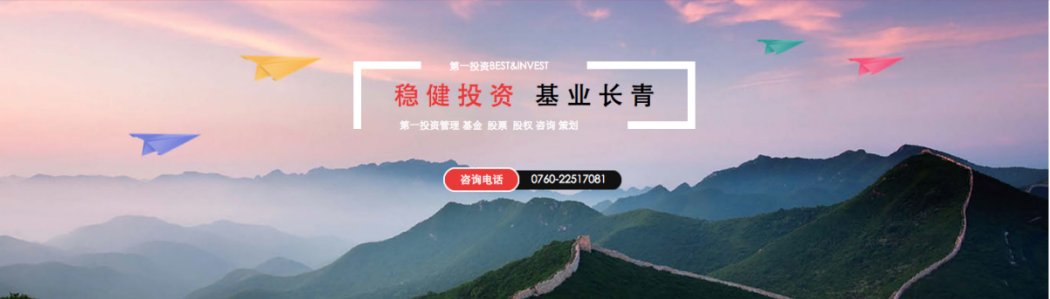 第一投资BEST&INVEST
稳健投资 基业长青
第一投资管理 基金 股票 股权 咨询 策划
咨询电话 0760-22517081